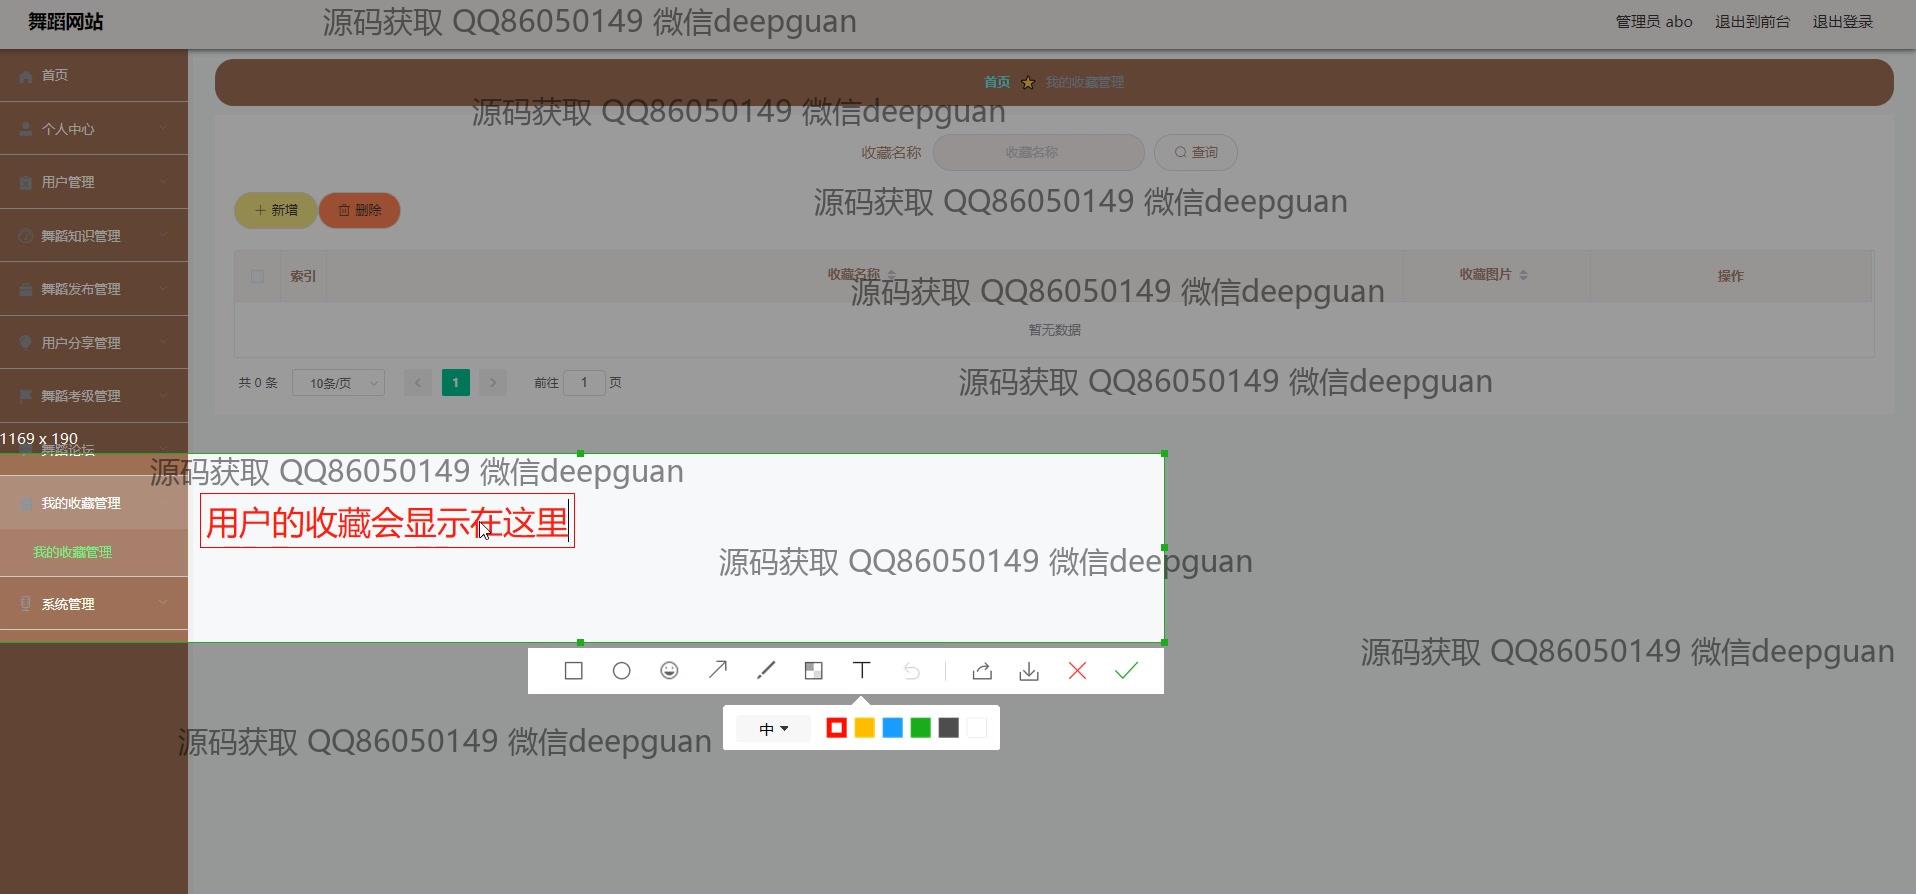 舞蹈网站
源码获取 QQ86050149 微信deepguan
管理员 abo 退出到前台 退出登录
首页
首页 我的收藏管理
源码获取 QQ86050149 微信deepguan
个人中心
收藏名称 收藏名称 查询
用户管理
源码获取 QQ86050149 微信deepguan
新增 删除
舞蹈知识管理
索引 收藏名称 收藏图片 操作
源码获取 QQ86050149 微信deepguan
舞蹈发布管理
暂无数据
用户分享管理
共 0 条 10条/页 1 前往 1 页
源码获取 QQ86050149 微信deepguan
舞蹈考级管理
1169 x 190
舞蹈论坛
源码获取 QQ86050149 微信deepguan
我的收藏管理
用户的收藏会显示在这里
我的收藏管理
源码获取 QQ86050149 微信deepguan
系统管理
源码获取 QQ86050149 微信deepguan
T
中
源码获取 QQ86050149 微信deepguan